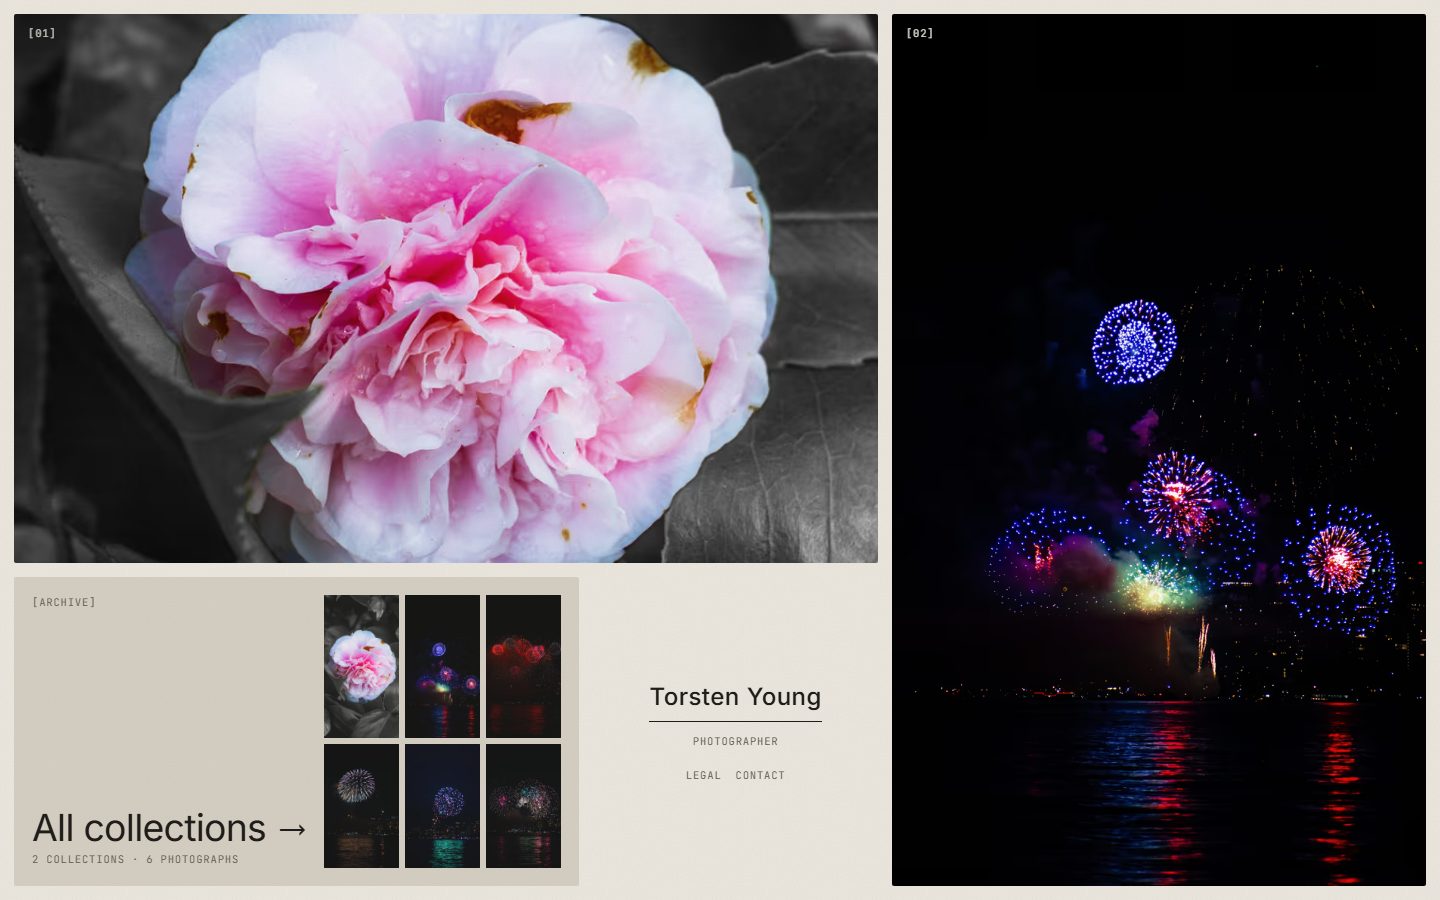 [01]
[02]
[ARCHIVE]
All collections →
2 COLLECTIONS · 6 PHOTOGRAPHS
Torsten Young
PHOTOGRAPHER
LEGAL CONTACT